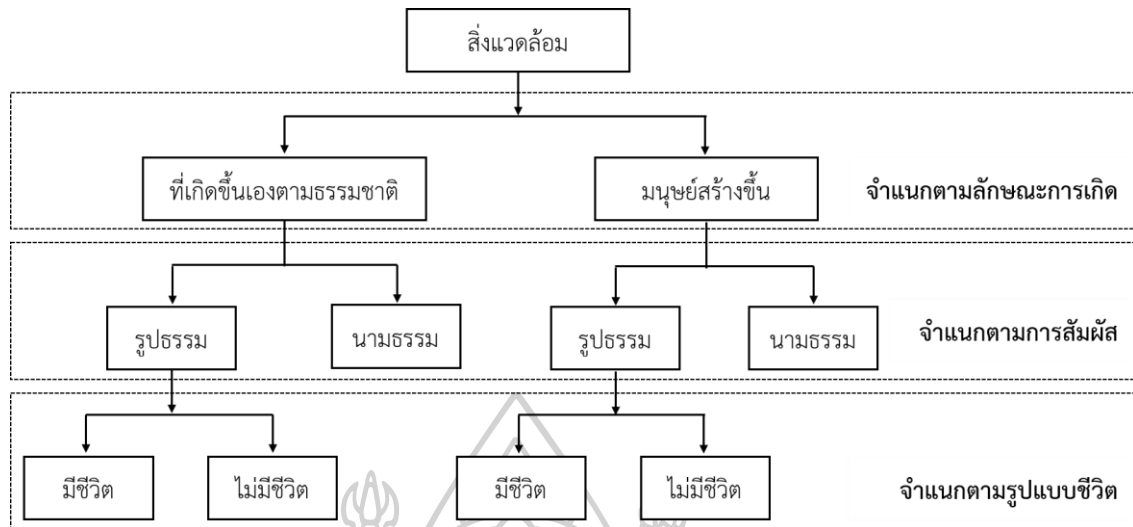 สิ่งแวดล้อม
ที่เกิดขึ้นเองตามธรรมชาติ
มนุษย์สร้างขึ้น
จำแนกตามลักษณะการเกิด
รูปธรรม
นามธรรม
รูปธรรม
นามธรรม
จำแนกตามการสัมผัส
มีชีวิต
ไม่มีชีวิต
มีชีวิต
ไม่มีชีวิต
จำแนกตามรูปแบบชีวิต